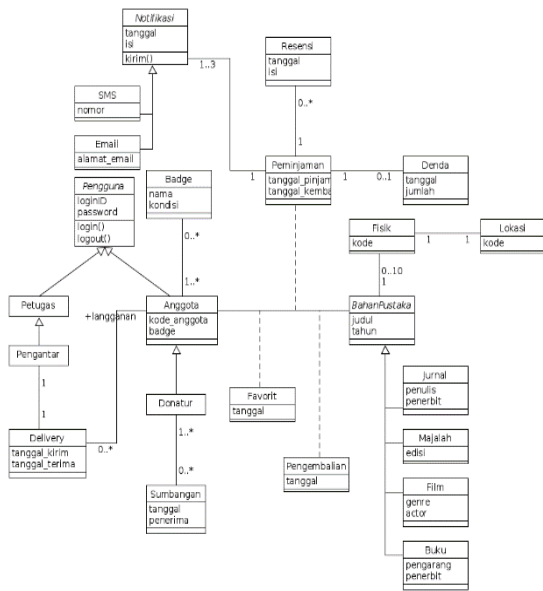 Notifikasi
tanggal
isi
kirim()
Resensi
tanggal
isi
1..3
0..*
1
SMS
nomor
Email
alamat_email
Pengguna
loginID
password
login()
logout()
Badge
nama
kondisi
0..*
1..*
1
Peminjaman
tanggal_pinjam
tanggal_kemba
1
0..1
Denda
tanggal
jumlah
Fisik
kode
1
1
Lokasi
kode
0..10
1
Petugas
+langganan
Anggota
kode_anggota
badge
BahanPustaka
judul
tahun
Pengantar
1
1
Donatur
Favorit
tanggal
Jurnal
penulis
penerbit
Delivery
tanggal_kirim
tanggal_terima
0..*
1..*
0..*
Majalah
edisi
Pengembalian
tanggal
Sumbangan
tanggal
penerima
Film
genre
actor
Buku
pengarang
penerbit